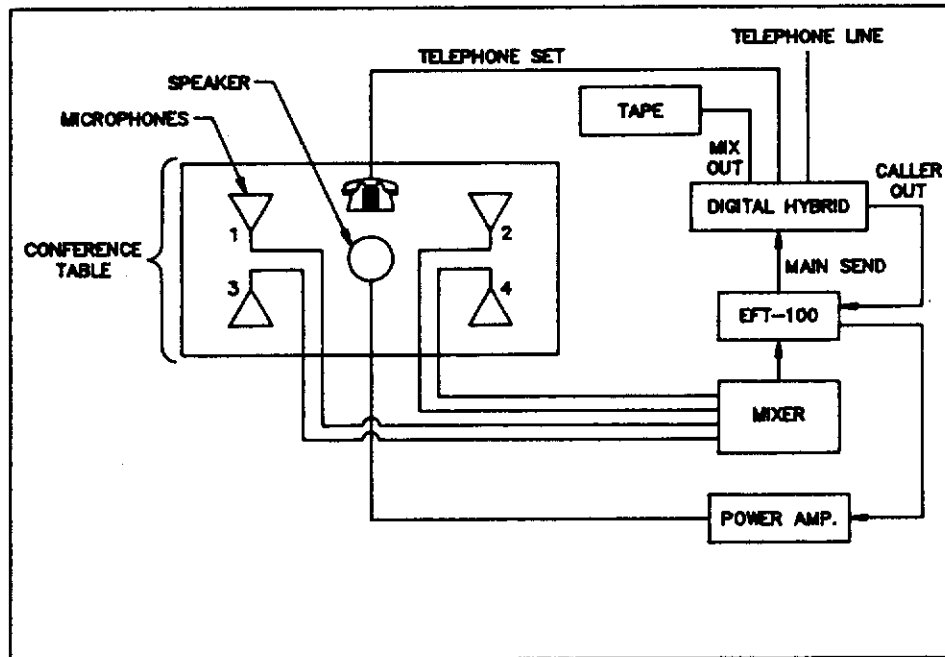 TELEPHONE LINE
TELEPHONE SET
SPEAKER
TAPE
MICROPHONES
MIX
OUT
CALLER
OUT
DIGITAL HYBRID
1
2
CONFERENCE
TABLE
3
4
MAIN SEND
EFT-100
MIXER
POWER AMP.